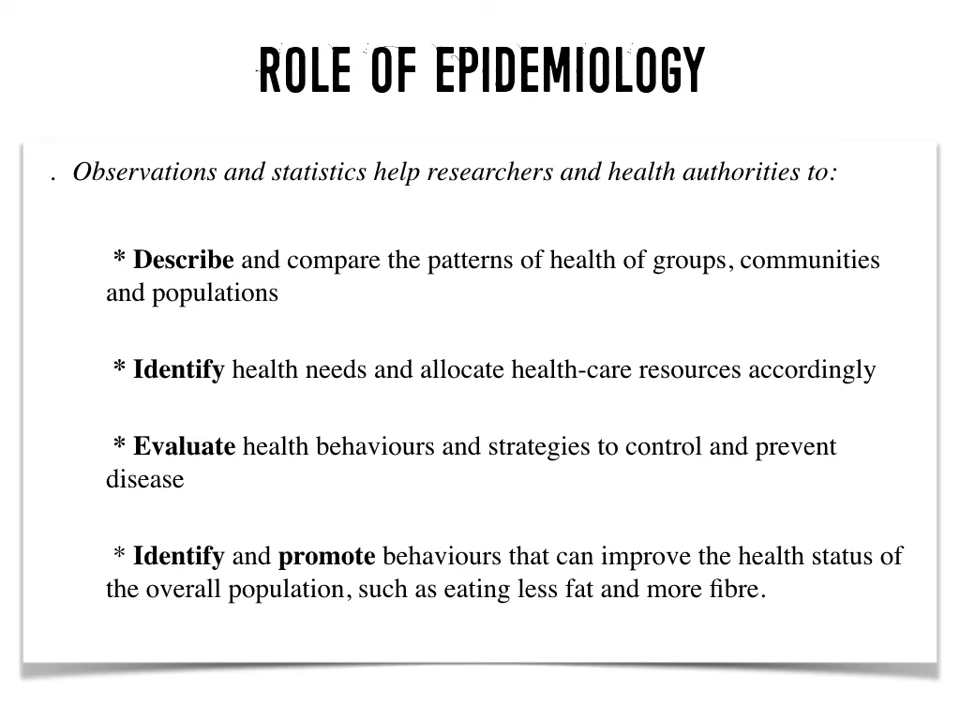 ROLE OF EPIDEMIOLOGY
. Observations and statistics help researchers and health authorities to:
* Describe and compare the patterns of health of groups, communities
and populations
* Identify health needs and allocate health-care resources accordingly
* Evaluate health behaviours and strategies to control and prevent
disease
* Identify and promote behaviours that can improve the health status of
the overall population, such as eating less fat and more fibre.